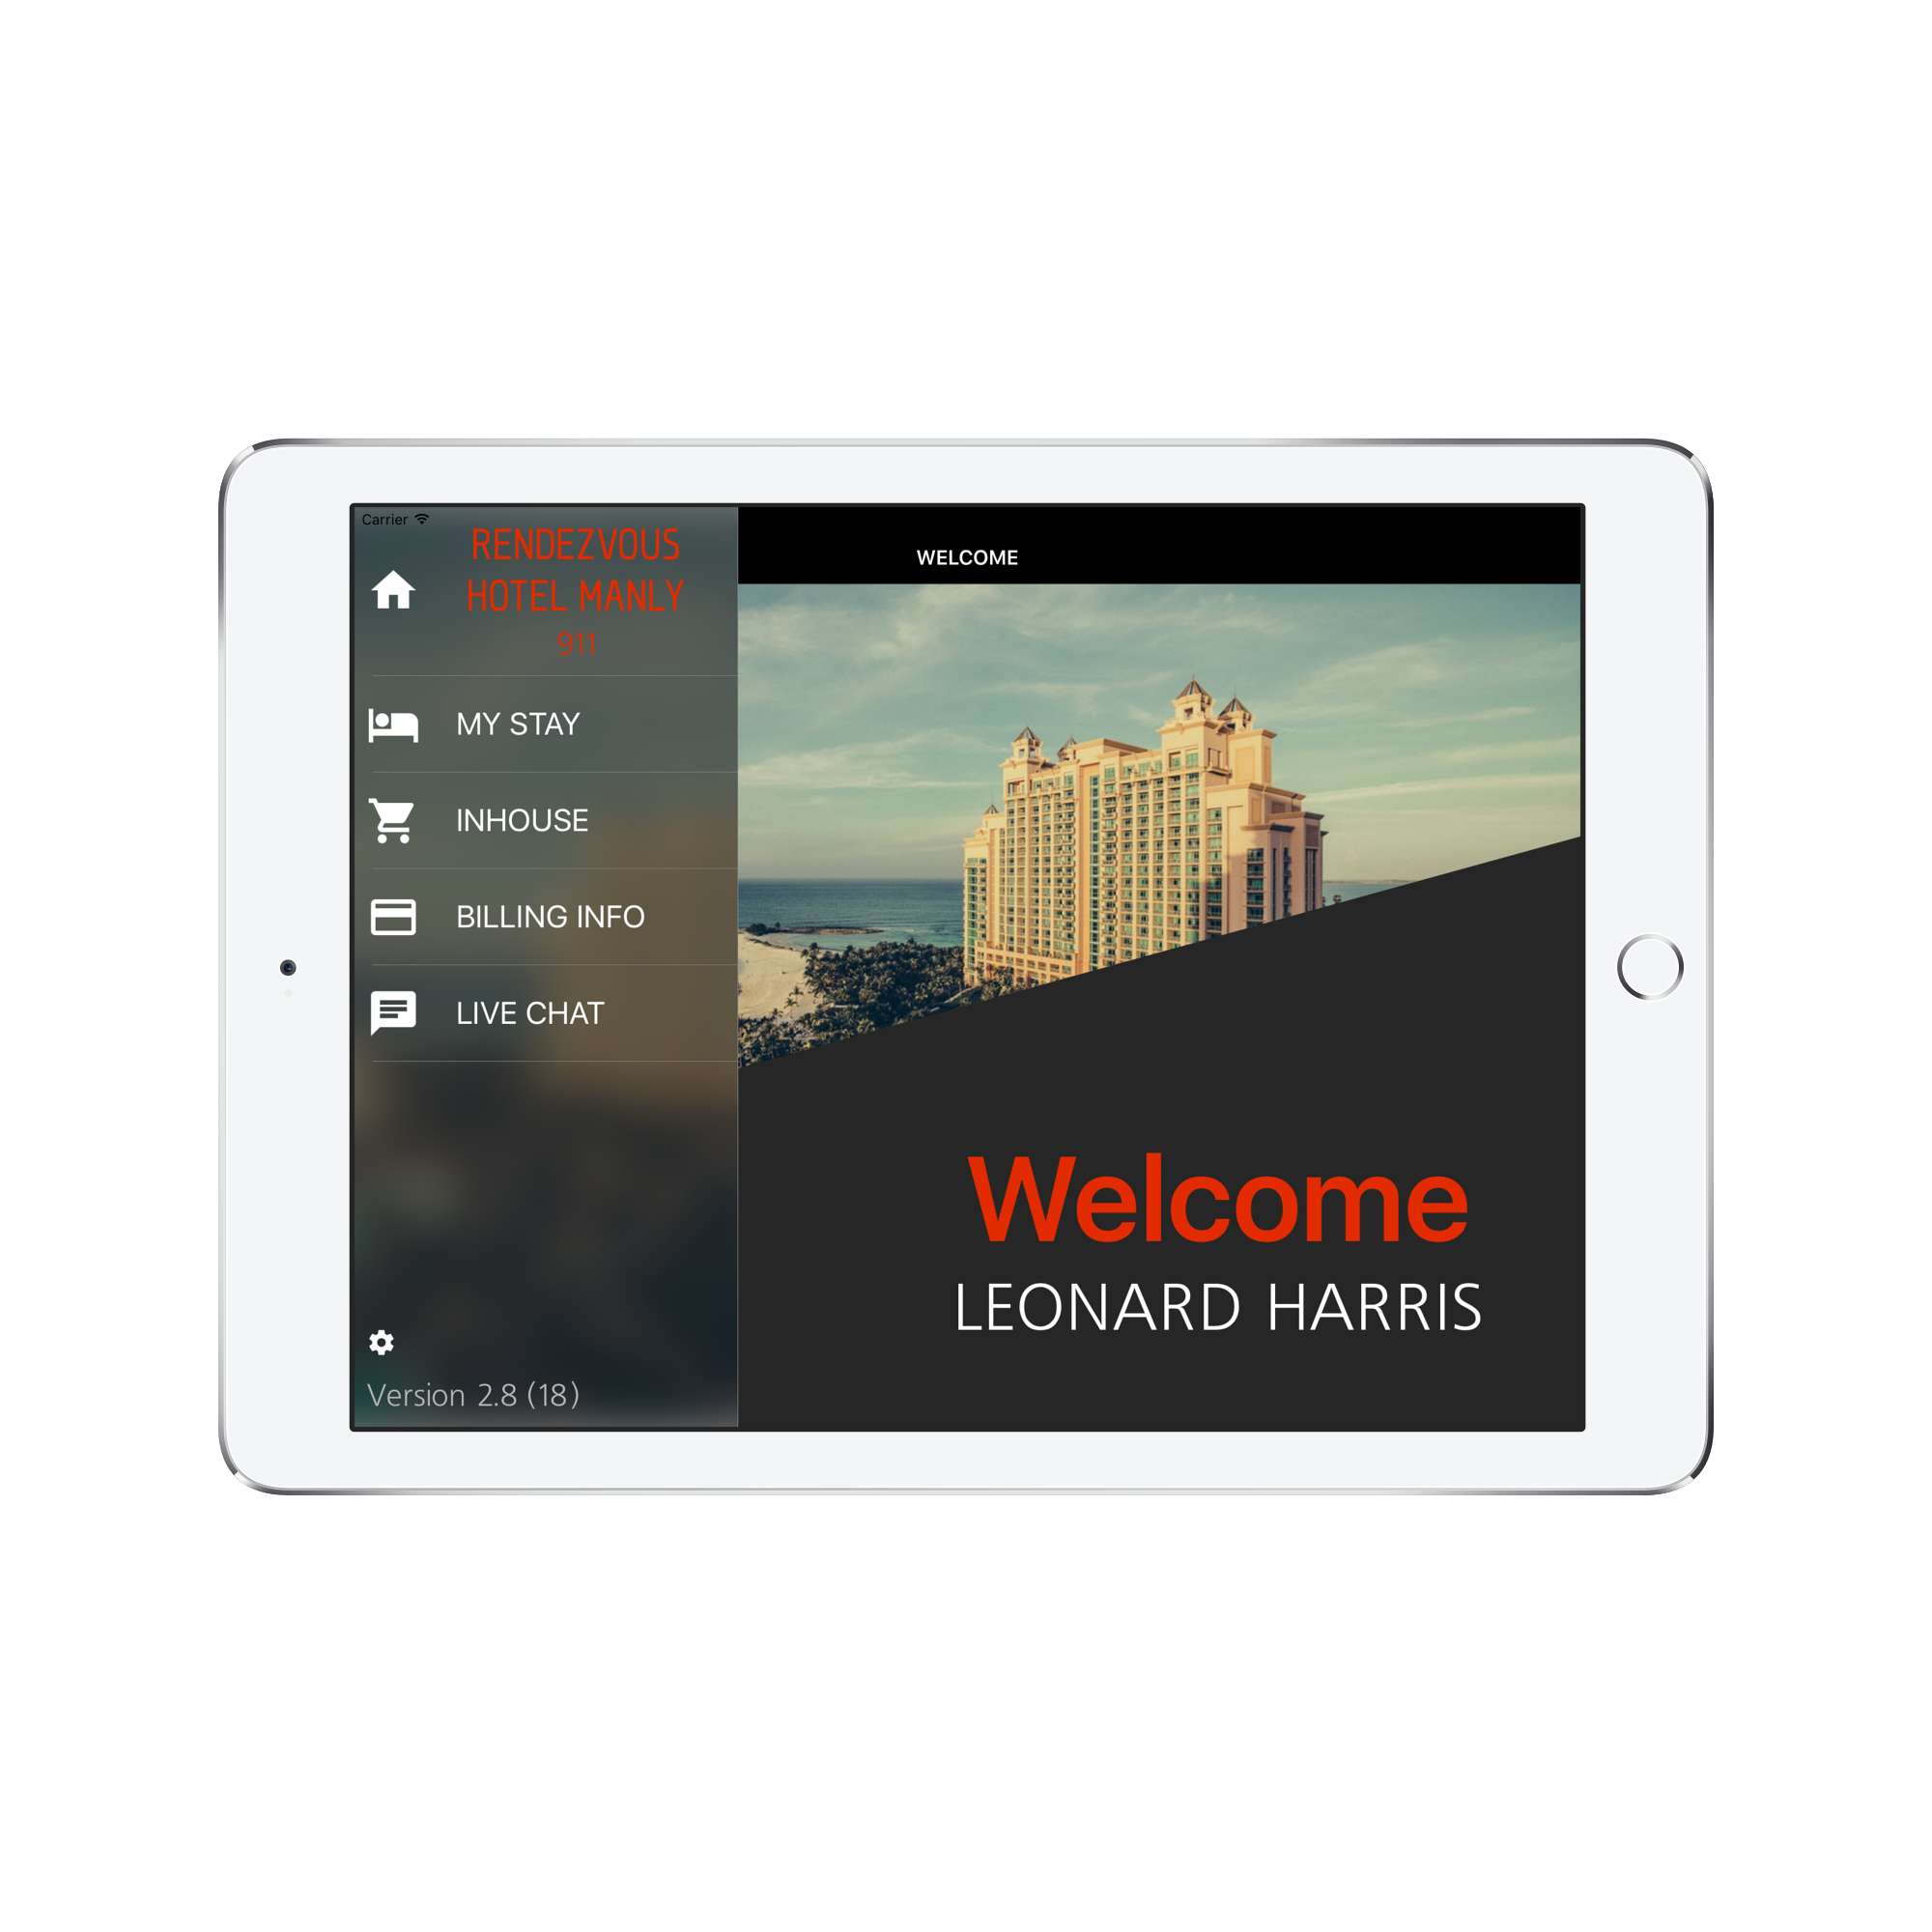 Carrier
RENDEZVOUS
HOTEL MANLY
911
MY STAY
INHOUSE
BILLING INFO
LIVE CHAT
Version 2.8 (18)
WELCOME
Welcome
LEONARD HARRIS